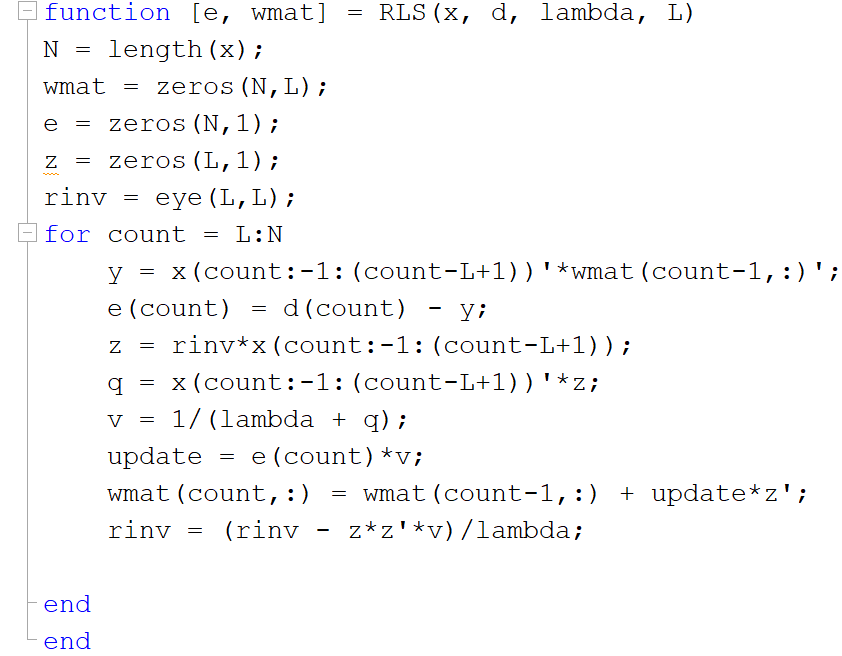 function [e, wmat] = RLS(x, d, lambda, L)
N = length(x);
wmat = zeros(N,L);
e = zeros(N,1);
z = zeros(L,1);
rinv = eye(L,L);
for count = L:N
    y = x(count:-1:(count-L+1))'*wmat(count-1,:)';
    e(count) = d(count) - y;
    z = rinv*x(count:-1:(count-L+1));
    q = x(count:-1:(count-L+1))'*z;
    v = 1/(lambda + q);
    update = e(count)*v;
    wmat(count,:) = wmat(count-1,:) + update*z';
    rinv = (rinv - z*z'*v)/lambda;
end
end